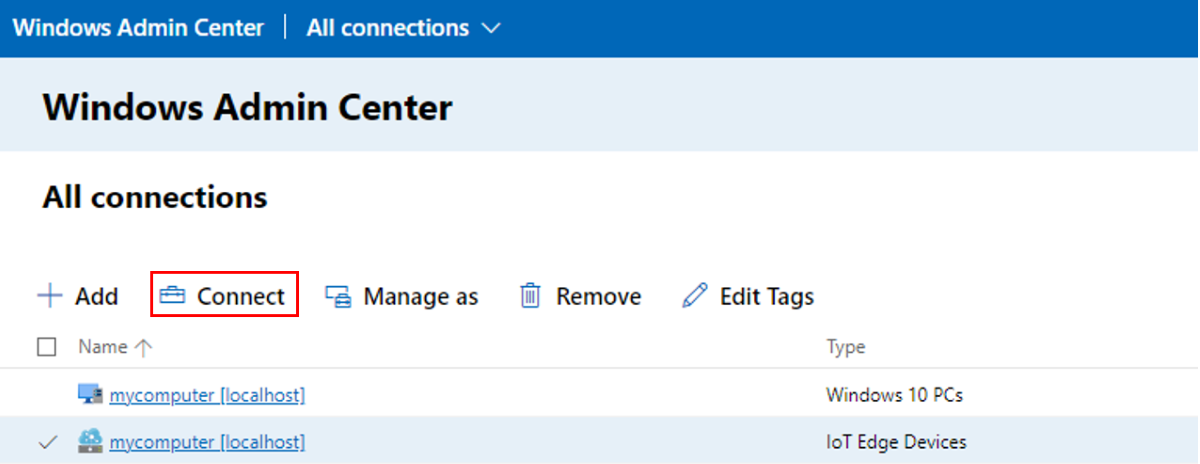 Windows Admin Center | All connections
Windows Admin Center
All connections
Add Connect Manage as Remove Edit Tags
Name Type
mycomputer [localhost] Windows 10 PCs
mycomputer [localhost] IoT Edge Devices